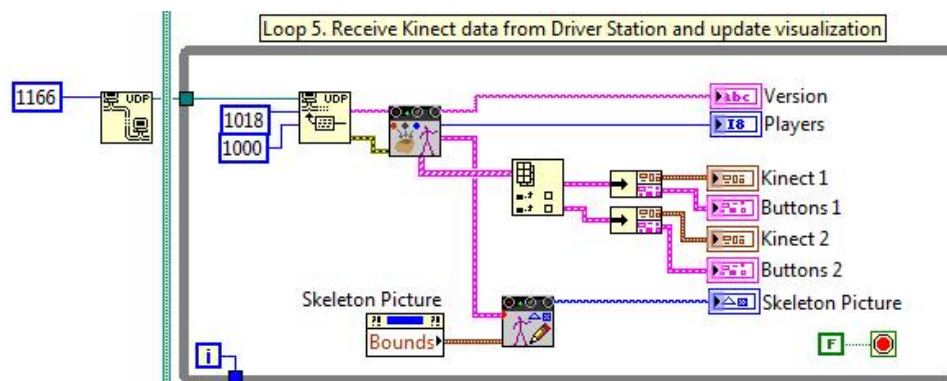 Loop 5. Receive Kinect data from Driver Station and update visualization
1166
UDP
UDP
1018
1000
abc
Version
I8
Players
Kinect 1
Buttons 1
Kinect 2
Buttons 2
Skeleton Picture
Bounds
Skeleton Picture
F
i